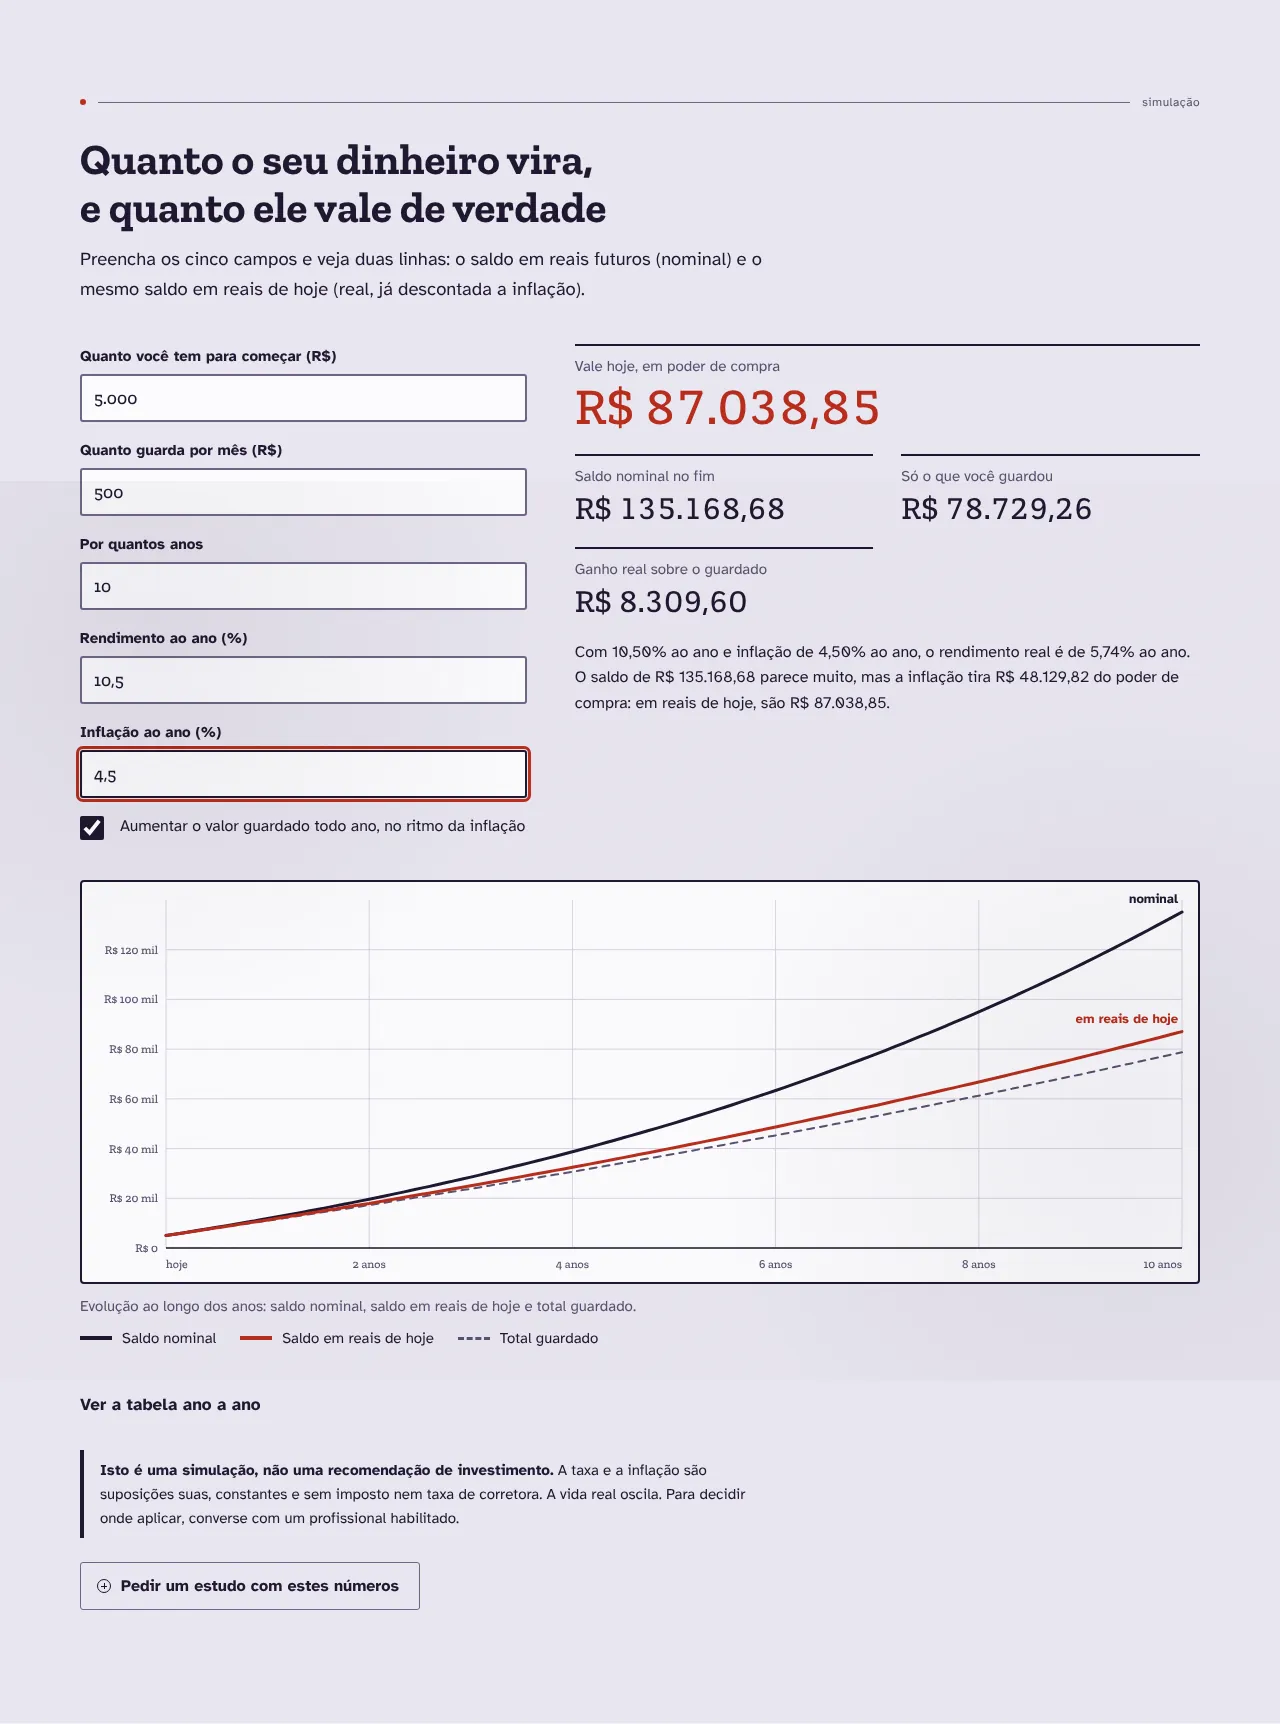 simulação
Quanto o seu dinheiro vira,
e quanto ele vale de verdade
Preencha os cinco campos e veja duas linhas: o saldo em reais futuros (nominal) e o
mesmo saldo em reais de hoje (real, já descontada a inflação).
Quanto você tem para começar (R$)
5.000
Quanto guarda por mês (R$)
500
Por quantos anos
10
Rendimento ao ano (%)
10,5
Inflação ao ano (%)
4,5
Aumentar o valor guardado todo ano, no ritmo da inflação
Vale hoje, em poder de compra
R$ 87.038,85
Saldo nominal no fim
R$ 135.168,68
Só o que você guardou
R$ 78.729,26
Ganho real sobre o guardado
R$ 8.309,60
Com 10,50% ao ano e inflação de 4,50% ao ano, o rendimento real é de 5,74% ao ano.
O saldo de R$ 135.168,68 parece muito, mas a inflação tira R$ 48.129,82 do poder de
compra: em reais de hoje, são R$ 87.038,85.
nominal
em reais de hoje
R$ 120 mil
R$ 100 mil
R$ 80 mil
R$ 60 mil
R$ 40 mil
R$ 20 mil
R$ 0
hoje
2 anos
4 anos
6 anos
8 anos
10 anos
Evolução ao longo dos anos: saldo nominal, saldo em reais de hoje e total guardado.
Saldo nominal
Saldo em reais de hoje
Total guardado
Ver a tabela ano a ano
Isto é uma simulação, não uma recomendação de investimento. A taxa e a inflação são
suposições suas, constantes e sem imposto nem taxa de corretora. A vida real oscila. Para decidir
onde aplicar, converse com um profissional habilitado.
Pedir um estudo com estes números